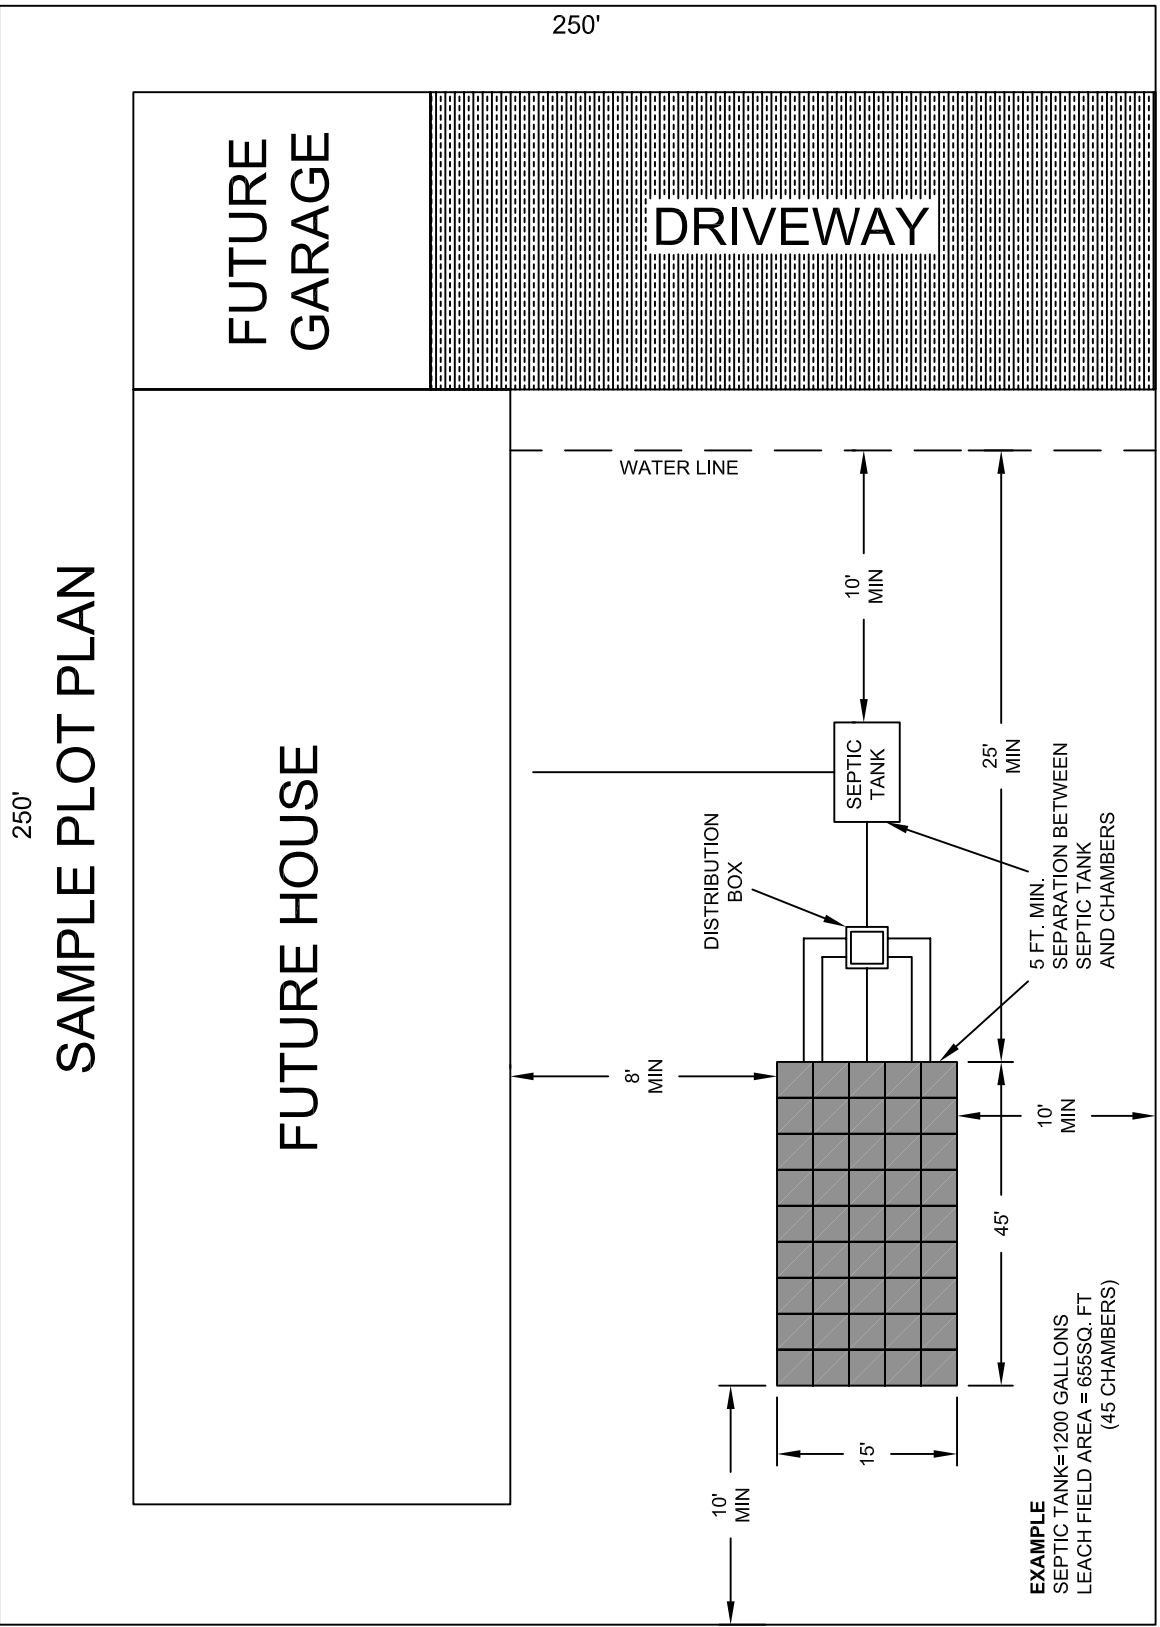 250'
250'
SAMPLE PLOT PLAN
FUTURE
GARAGE
DRIVEWAY
FUTURE HOUSE
WATER LINE
10'
MIN
SEPTIC
TANK
25'
MIN
DISTRIBUTION
BOX
5 FT. MIN.
SEPARATION BETWEEN
SEPTIC TANK
AND CHAMBERS
8'
MIN
10'
MIN
45'
15'
10'
MIN
EXAMPLE
SEPTIC TANK=1200 GALLONS
LEACH FIELD AREA = 655SQ. FT
(45 CHAMBERS)